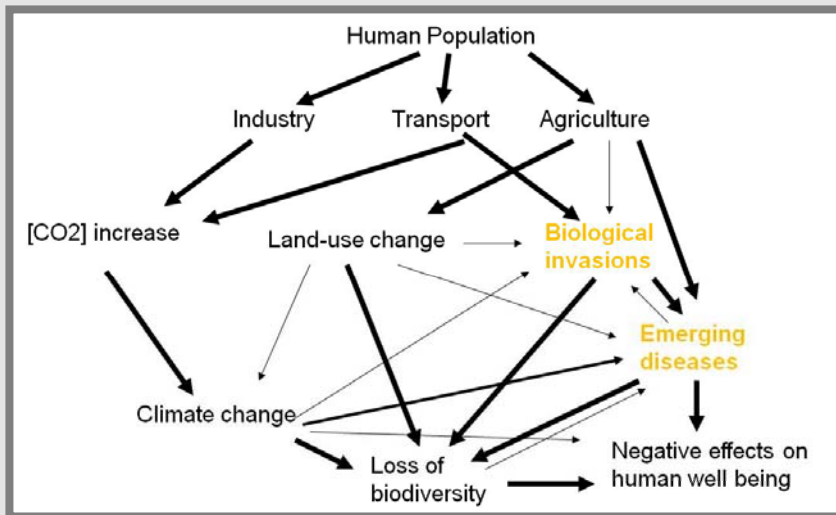 Human Population
Industry
Transport
Agriculture
[CO2] increase
Land-use change
Biological
invasions
Emerging
diseases
Climate change
Loss of
biodiversity
Negative effects on
human well being